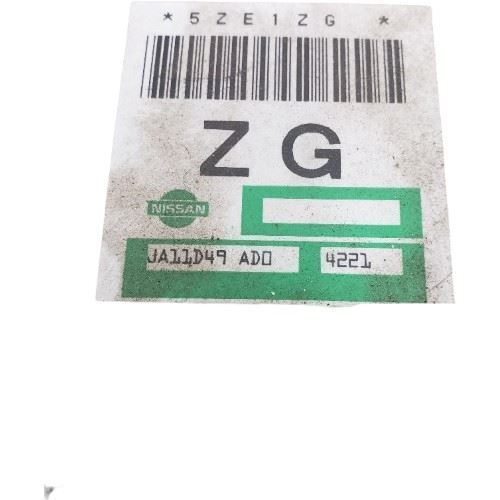 *5ZE1ZG*
ZG
NISSAN
JA11D49 AD0 4221